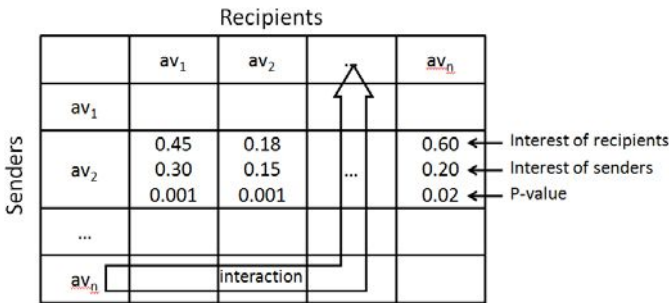 Recipients
av1 av2 ... avn
av1
0.45 0.18 0.60 Interest of recipients
Senders av2 0.30 0.15 ... 0.20 Interest of senders
0.001 0.001 0.02 P-value
...
avn interaction